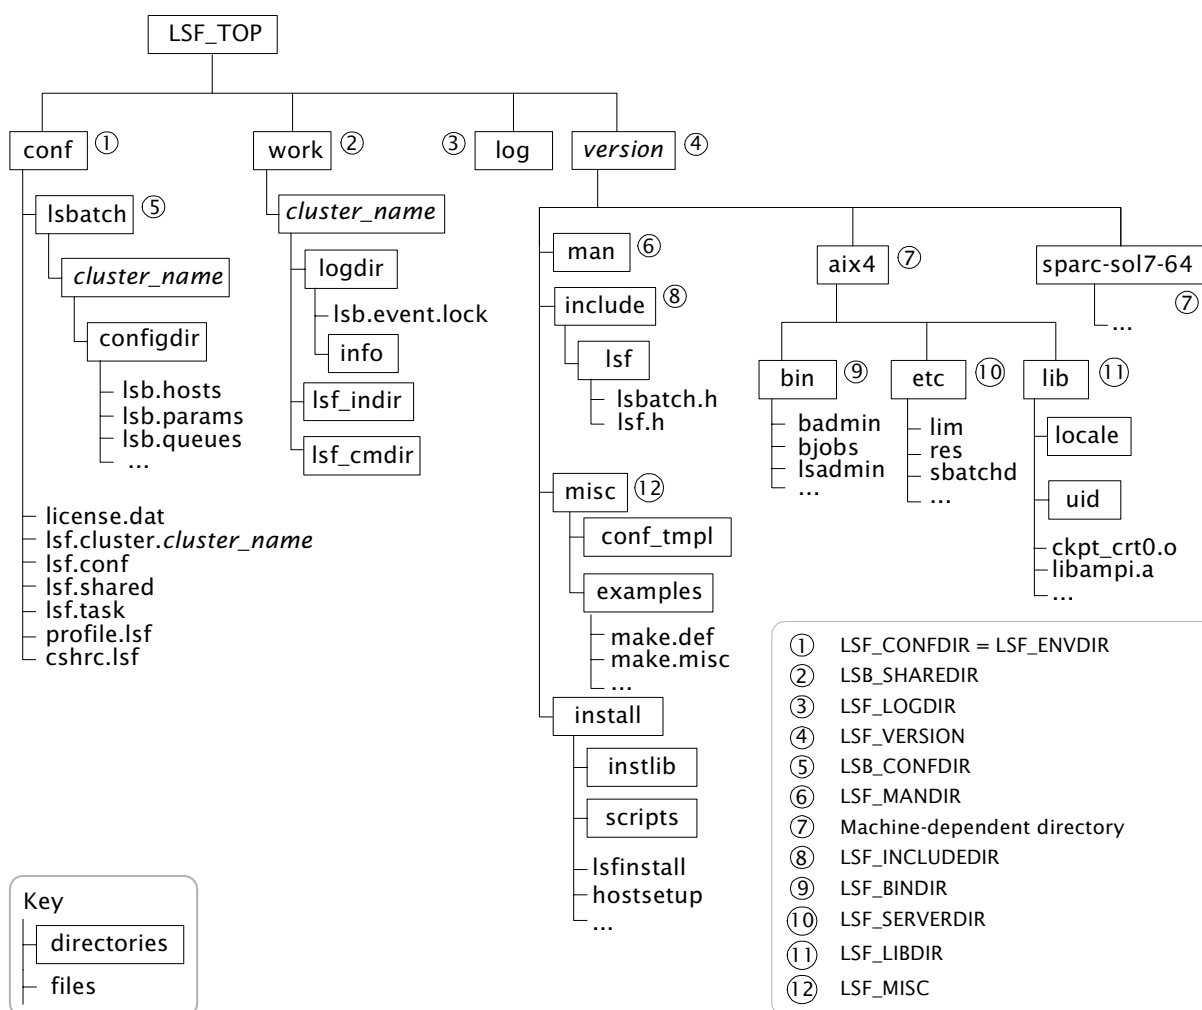 LSF_TOP
conf ①
work ②
③ log
version ④
lsbatch ⑤
cluster_name
configdir
lsb.hosts
lsb.params
lsb.queues
...
license.dat
lsf.cluster.cluster_name
lsf.conf
lsf.shared
lsf.task
profile.lsf
cshrc.lsf
cluster_name
logdir
lsb.event.lock
info
lsf_indir
lsf_cmdir
man ⑥
include ⑧
lsf
lsbatch.h
lsf.h
misc ⑫
conf_tmpl
examples
make.def
make.misc
...
install
instlib
scripts
lsfinstall
hostsetup
...
aix4 ⑦
bin ⑨
badmin
bjobs
lsadmin
...
etc ⑩
lim
res
sbatchd
...
lib ⑪
locale
uid
ckpt_crt0.o
libampi.a
...
sparc-sol7-64
⑦
...
Key
directories
files
① LSF_CONFDIR = LSF_ENVDIR
② LSB_SHAREDIR
③ LSF_LOGDIR
④ LSF_VERSION
⑤ LSB_CONFDIR
⑥ LSF_MANDIR
⑦ Machine-dependent directory
⑧ LSF_INCLUDEDIR
⑨ LSF_BINDIR
⑩ LSF_SERVERDIR
⑪ LSF_LIBDIR
⑫ LSF_MISC